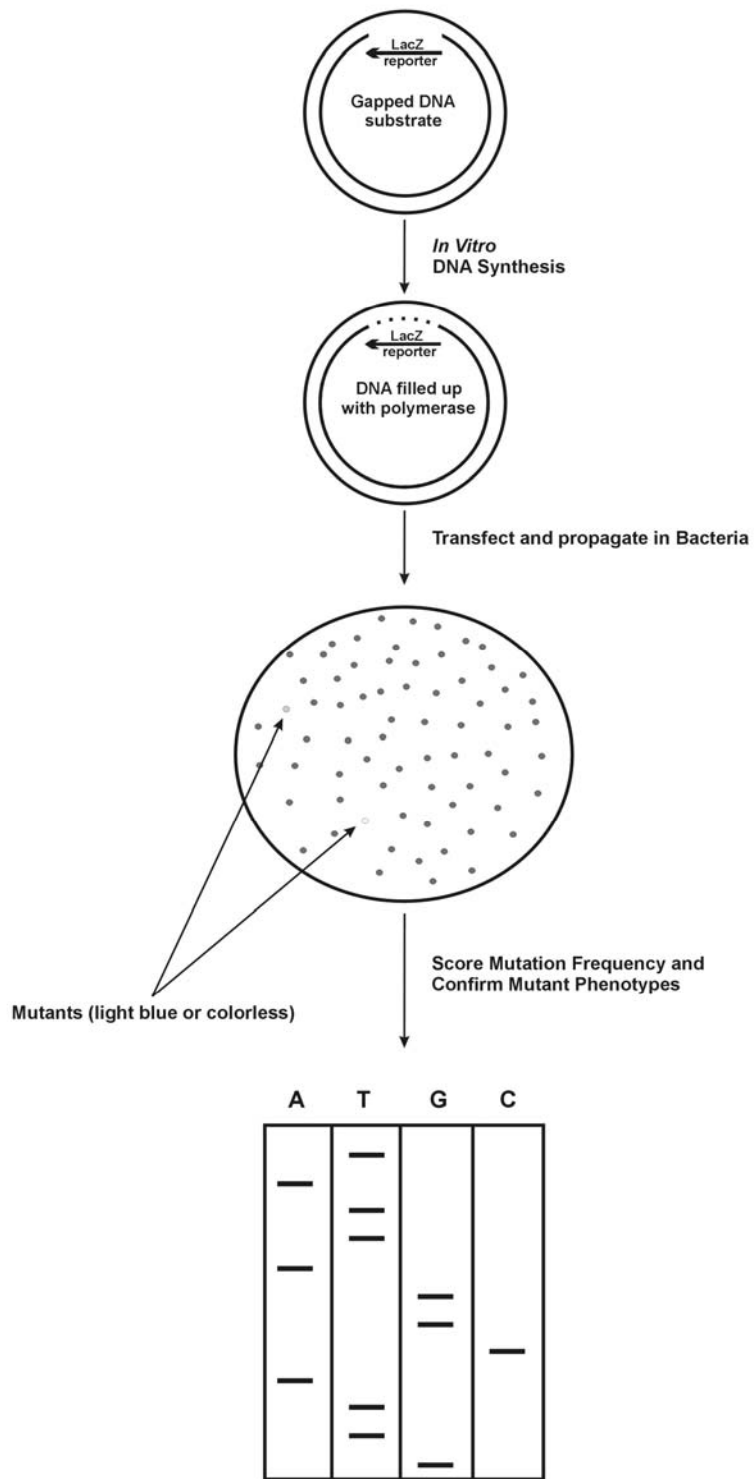 LacZ
reporter
Gapped DNA
substrate
In Vitro
DNA Synthesis
LacZ
reporter
DNA filled up
with polymerase
Transfect and propagate in Bacteria
Score Mutation Frequency and
Confirm Mutant Phenotypes
Mutants (light blue or colorless)
A T G C